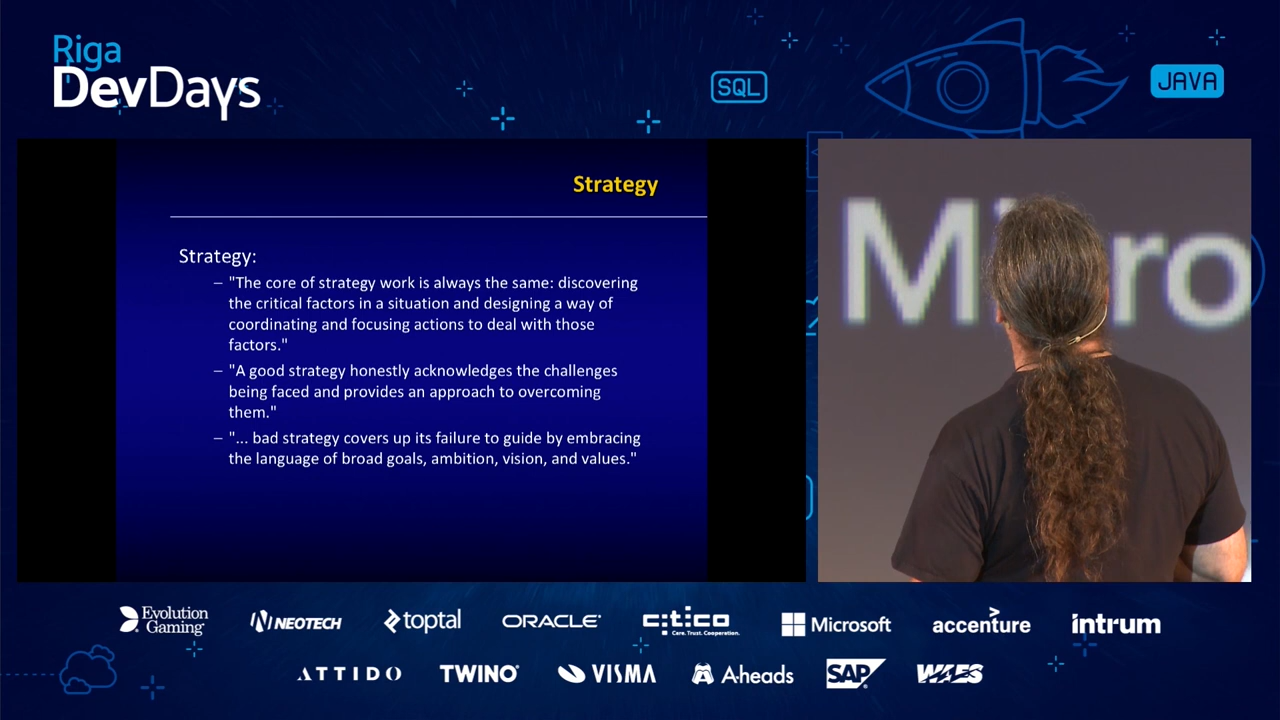 Riga
DevDays
SQL
JAVA
Strategy
Strategy:
– "The core of strategy work is always the same: discovering
the critical factors in a situation and designing a way of
coordinating and focusing actions to deal with those
factors."
– "A good strategy honestly acknowledges the challenges
being faced and provides an approach to overcoming
them."
– "... bad strategy covers up its failure to guide by embracing
the language of broad goals, ambition, vision, and values."
Mi ro
Evolution
Gaming
NEOTECH
toptal
ORACLE
citico
Care. Trust. Cooperation.
Microsoft
accenture
intrum
ATTIDO
TWINO
VISMA
A-heads
SAP
WAES